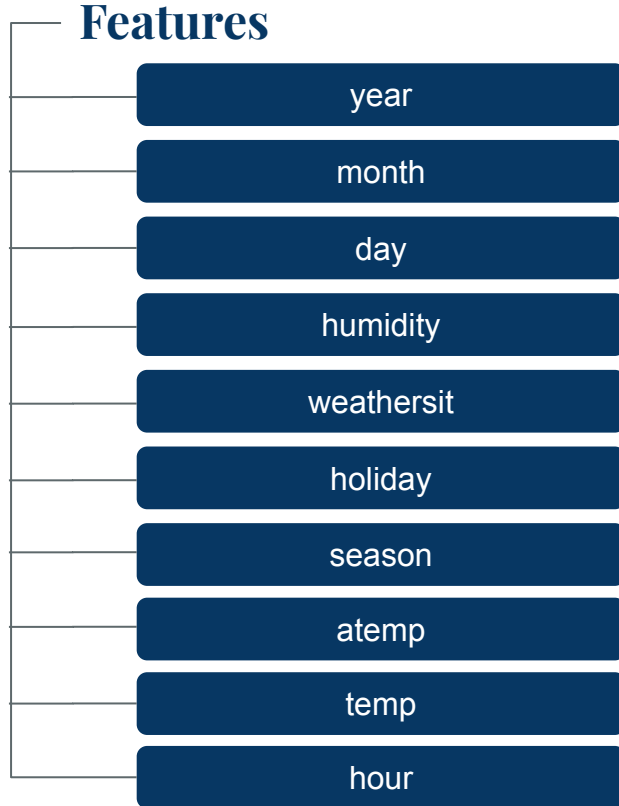 Features
year
month
day
humidity
weathersit
holiday
season
atemp
temp
hour